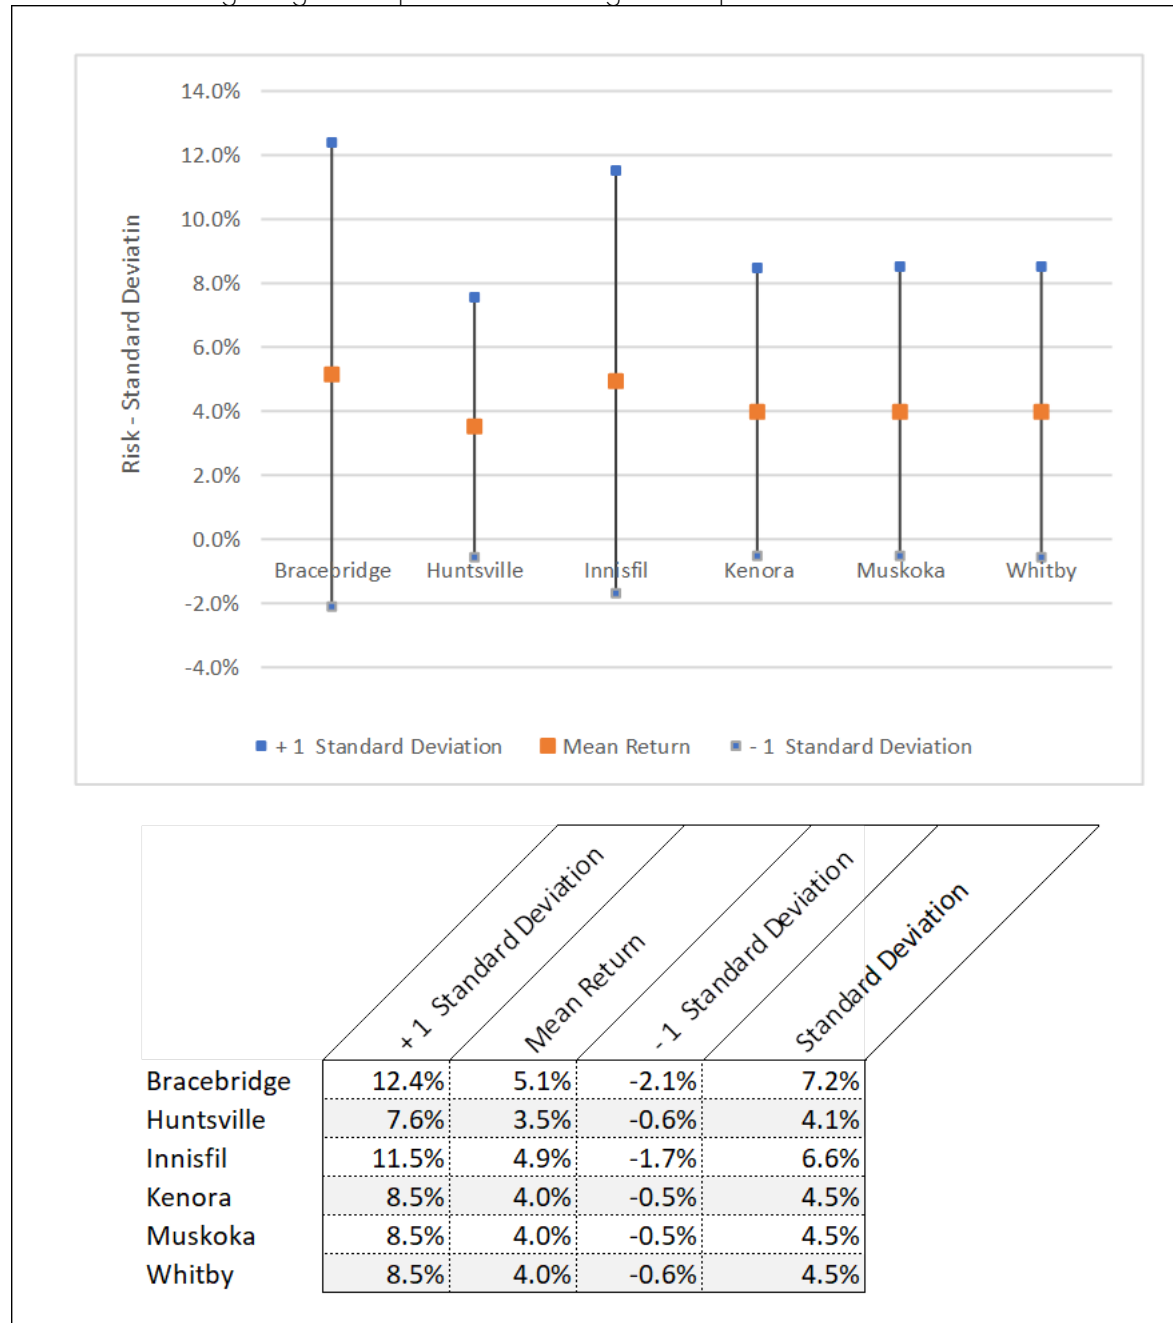 14.0%
12.0%
10.0%
8.0%
6.0%
4.0%
2.0%
0.0%
-2.0%
-4.0%
Risk - Standard Deviatin
Bracebridge Huntsville Innisfil Kenora Muskoka Whitby
+ 1 Standard Deviation Mean Return - 1 Standard Deviation
+ 1 Standard Deviation Mean Return - 1 Standard Deviation Standard Deviation
Bracebridge 12.4% 5.1% -2.1% 7.2%
Huntsville 7.6% 3.5% -0.6% 4.1%
Innisfil 11.5% 4.9% -1.7% 6.6%
Kenora 8.5% 4.0% -0.5% 4.5%
Muskoka 8.5% 4.0% -0.5% 4.5%
Whitby 8.5% 4.0% -0.6% 4.5%